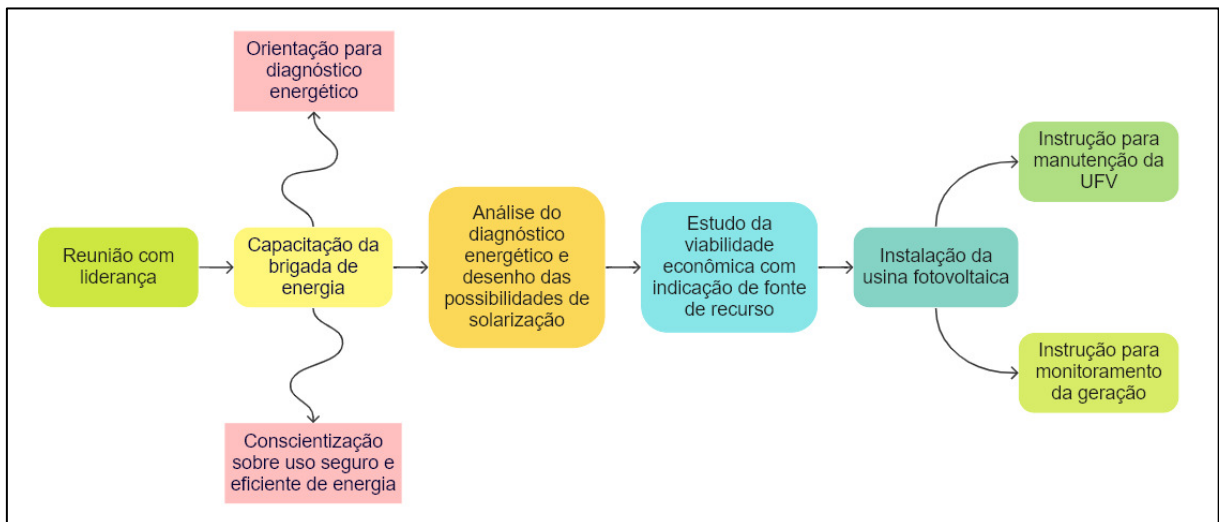 Orientação para
diagnóstico
energético
Reunião com
liderança
Capacitação da
brigada de
energia
Conscientização
sobre uso seguro e
eficiente de energia
Análise do
diagnóstico
energético e
desenho das
possibilidades de
solarização
Estudo da
viabilidade
econômica com
indicação de fonte
de recurso
Instalação da
usina fotovoltaica
Instrução para
manutenção da
UFV
Instrução para
monitoramento
da geração